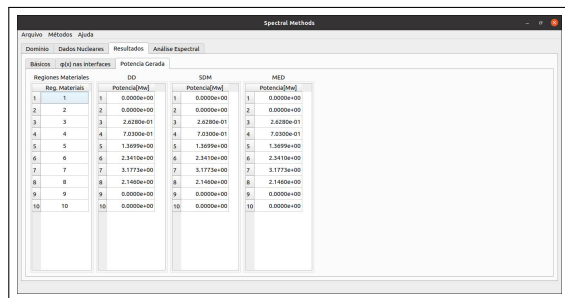 Spectral Methods
Arquivo Métodos Ajuda
Domínio Dados Nucleares Resultados Análise Espectral
Básicos φ(x) nas interfaces Potencia Gerada
Regiones Materiales DD SDM MED
Reg. Materiais Potencia[Mw] Potencia[Mw] Potencia[Mw]
1 1 1 0.0000e+00 1 0.0000e+00 1 0.0000e+00
2 2 2 0.0000e+00 2 0.0000e+00 2 0.0000e+00
3 3 3 2.6280e-01 3 2.6280e-01 3 2.6280e-01
4 4 4 7.0300e-01 4 7.0300e-01 4 7.0300e-01
5 5 5 1.3699e+00 5 1.3699e+00 5 1.3699e+00
6 6 6 2.3410e+00 6 2.3410e+00 6 2.3410e+00
7 7 7 3.1773e+00 7 3.1773e+00 7 3.1773e+00
8 8 8 2.1460e+00 8 2.1460e+00 8 2.1460e+00
9 9 9 0.0000e+00 9 0.0000e+00 9 0.0000e+00
10 10 10 0.0000e+00 10 0.0000e+00 10 0.0000e+00